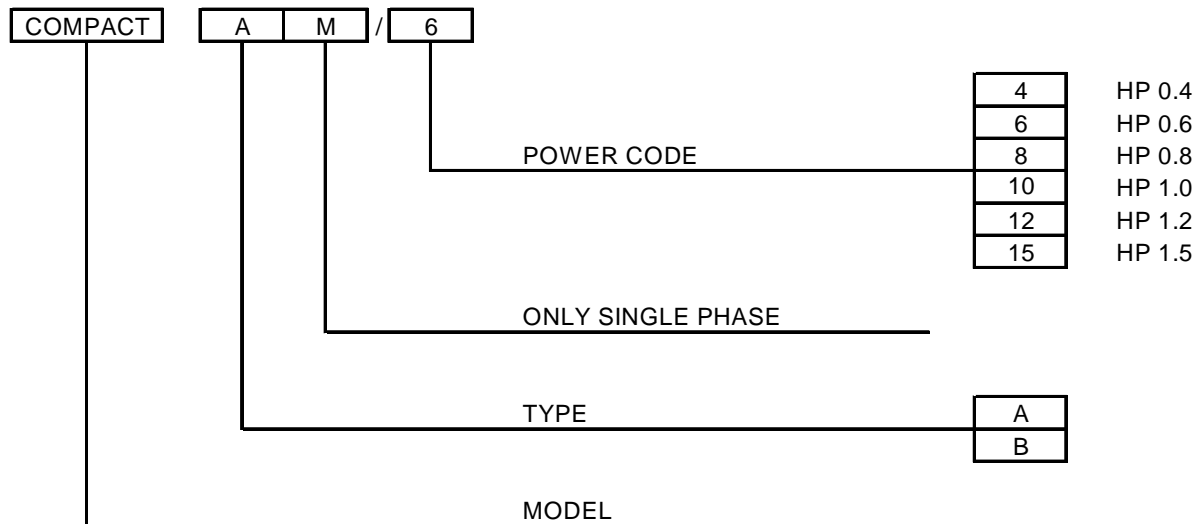 COMPACT A M / 6
4 HP 0.4
6 HP 0.6
POWER CODE 8 HP 0.8
10 HP 1.0
12 HP 1.2
15 HP 1.5
ONLY SINGLE PHASE
TYPE A
B
MODEL